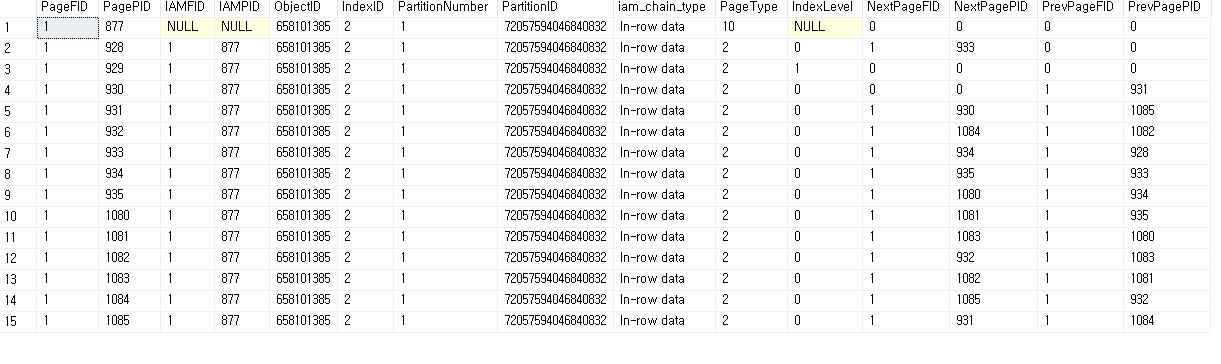 PageFID PagePID IAMFID IAMPID ObjectID IndexID PartitionNumber PartitionID iam_chain_type PageType IndexLevel NextPageFID NextPagePID PrevPageFID PrevPagePID
1 1 877 NULL NULL 658101385 2 1 72057594046840832 In-row data 10 NULL 0 0 0 0
2 1 928 1 877 658101385 2 1 72057594046840832 In-row data 2 0 1 933 0 0
3 1 929 1 877 658101385 2 1 72057594046840832 In-row data 2 1 0 0 0 0
4 1 930 1 877 658101385 2 1 72057594046840832 In-row data 2 0 0 0 1 931
5 1 931 1 877 658101385 2 1 72057594046840832 In-row data 2 0 1 930 1 1085
6 1 932 1 877 658101385 2 1 72057594046840832 In-row data 2 0 1 1084 1 1082
7 1 933 1 877 658101385 2 1 72057594046840832 In-row data 2 0 1 934 1 928
8 1 934 1 877 658101385 2 1 72057594046840832 In-row data 2 0 1 935 1 933
9 1 935 1 877 658101385 2 1 72057594046840832 In-row data 2 0 1 1080 1 934
10 1 1080 1 877 658101385 2 1 72057594046840832 In-row data 2 0 1 1081 1 935
11 1 1081 1 877 658101385 2 1 72057594046840832 In-row data 2 0 1 1083 1 1080
12 1 1082 1 877 658101385 2 1 72057594046840832 In-row data 2 0 1 932 1 1083
13 1 1083 1 877 658101385 2 1 72057594046840832 In-row data 2 0 1 1082 1 1081
14 1 1084 1 877 658101385 2 1 72057594046840832 In-row data 2 0 1 1085 1 932
15 1 1085 1 877 658101385 2 1 72057594046840832 In-row data 2 0 1 931 1 1084